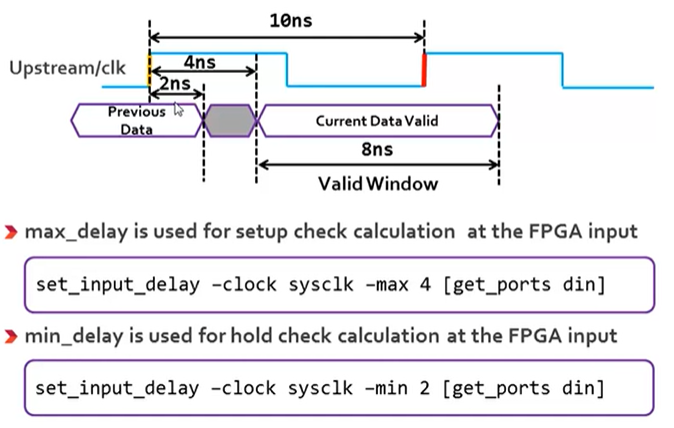 10ns
Upstream/clk
4ns
2ns
Previous
Data
Current Data Valid
8ns
Valid Window
max_delay is used for setup check calculation at the FPGA input
set_input_delay -clock sysclk -max 4 [get_ports din]
min_delay is used for hold check calculation at the FPGA input
set_input_delay -clock sysclk -min 2 [get_ports din]